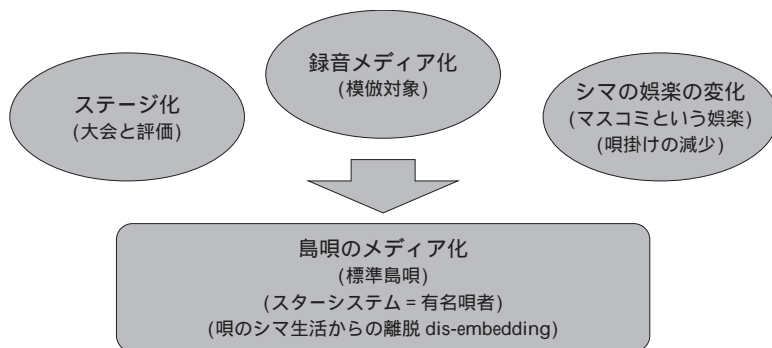 ステージ化
(大会と評価)
録音メディア化
(模倣対象)
シマの娯楽の変化
(マスコミという娯楽)
(唄掛けの減少)
島唄のメディア化
(標準島唄)
(スターシステム = 有名唄者)
(唄のシマ生活からの離脱 dis-embedding)